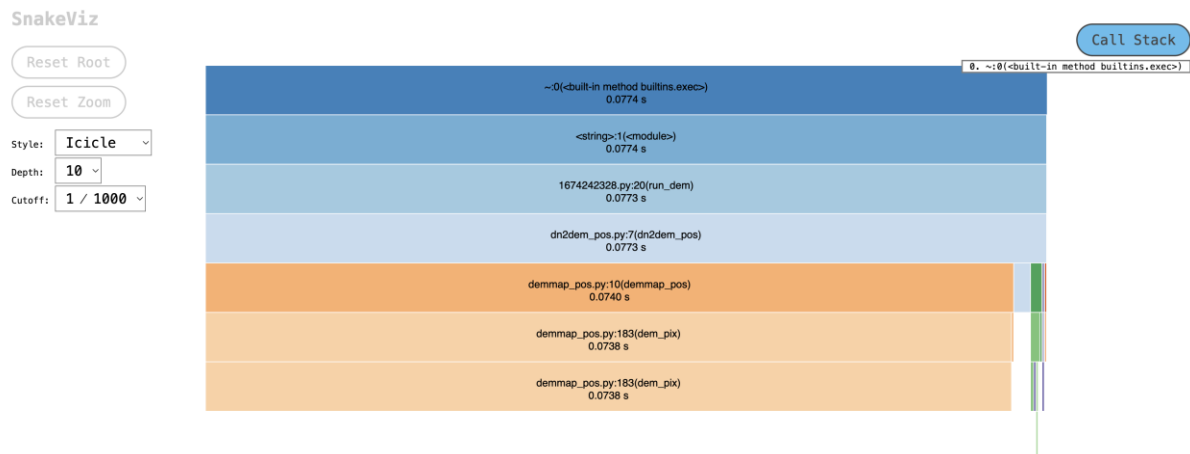 SnakeViz
Call Stack
0. ~:0(<built-in method builtins.exec>)
Reset Root
Reset Zoom
Style: Icicle
Depth: 10
Cutoff: 1 / 1000
~:0(<built-in method builtins.exec>)
0.0774 s
<string>:1(<module>)
0.0774 s
1674242328.py:20(run_dem)
0.0773 s
dn2dem_pos.py:7(dn2dem_pos)
0.0773 s
demmap_pos.py:10(demmap_pos)
0.0740 s
demmap_pos.py:183(dem_pix)
0.0738 s
demmap_pos.py:183(dem_pix)
0.0738 s